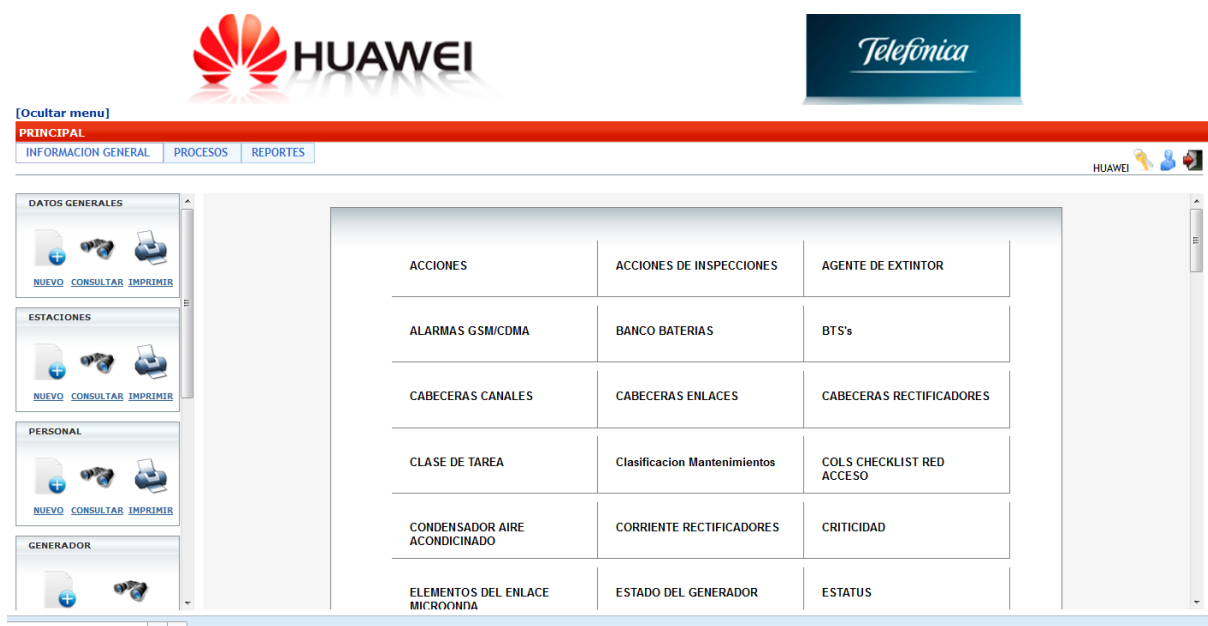 HUAWEI
Telefónica
[Ocultar menu]
PRINCIPAL
INFORMACION GENERAL PROCESOS REPORTES
HUAWEI
DATOS GENERALES
NUEVO CONSULTAR IMPRIMIR
ESTACIONES
NUEVO CONSULTAR IMPRIMIR
PERSONAL
NUEVO CONSULTAR IMPRIMIR
GENERADOR
ACCIONES
ACCIONES DE INSPECCIONES
AGENTE DE EXTINTOR
ALARMAS GSM/CDMA
BANCO BATERIAS
BTS's
CABECERAS CANALES
CABECERAS ENLACES
CABECERAS RECTIFICADORES
CLASE DE TAREA
Clasificacion Mantenimientos
COLS CHECKLIST RED
ACCESO
CONDENSADOR AIRE
ACONDICINADO
CORRIENTE RECTIFICADORES
CRITICIDAD
ELEMENTOS DEL ENLACE
MICROONDA
ESTADO DEL GENERADOR
ESTATUS